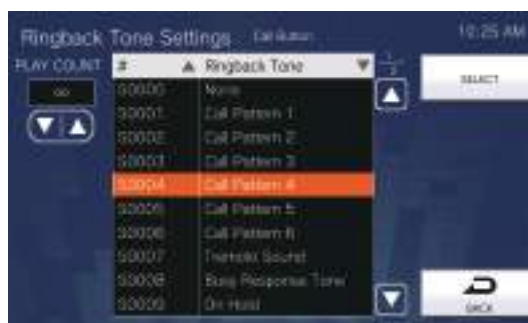 Ringback Tone Settings Call Button 10:25 AM
PLAY COUNT
∞
# ▲ Ringback Tone ▼
1
2
SELECT
S0000 None
S0001 Call Pattern 1
S0002 Call Pattern 2
S0003 Call Pattern 3
S0004 Call Pattern 4
S0005 Call Pattern 5
S0006 Call Pattern 6
S0007 Tremolo Sound
S0008 Busy Response Tone
S0009 On Hold
BACK